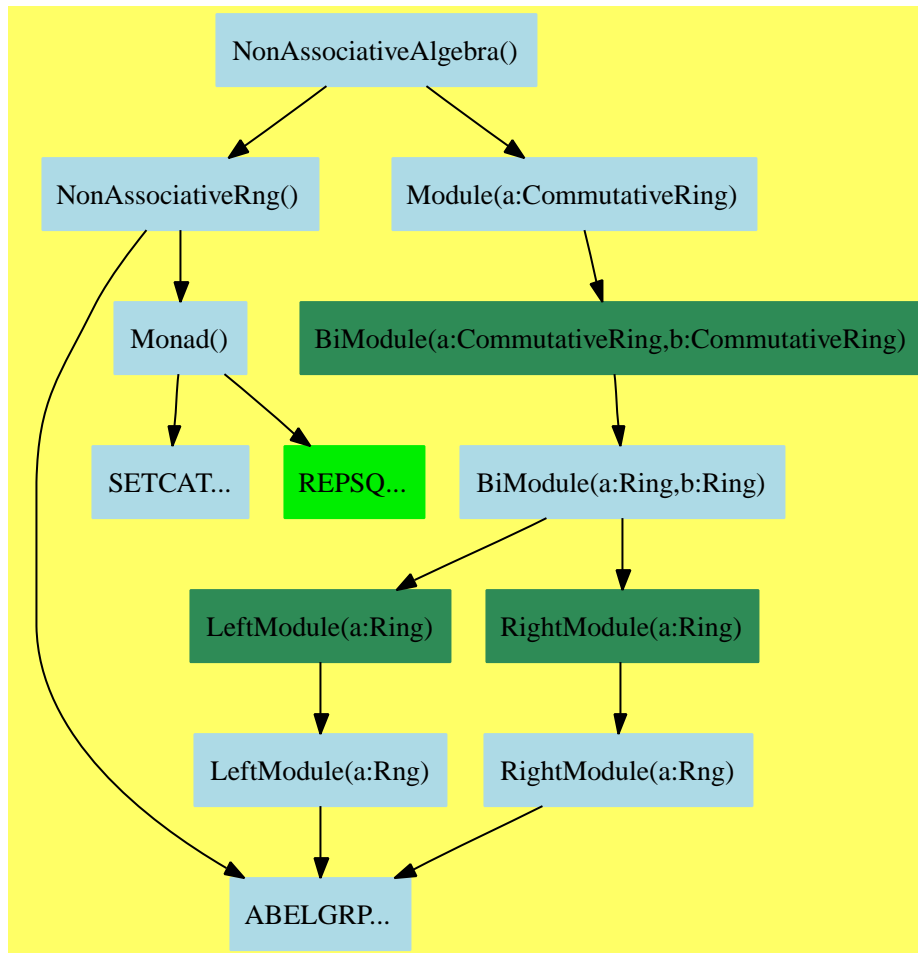 NonAssociativeAlgebra()
NonAssociativeRng()
Module(a:CommutativeRing)
Monad()
BiModule(a:CommutativeRing,b:CommutativeRing)
SETCAT...
REPSQ...
BiModule(a:Ring,b:Ring)
LeftModule(a:Ring)
RightModule(a:Ring)
LeftModule(a:Rng)
RightModule(a:Rng)
ABELGRP...